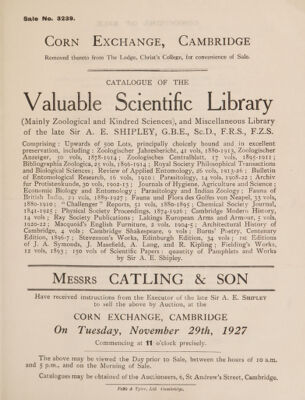 Sale No. 3239.
CORN EXCHANGE, CAMBRIDGE
Removed thereto from The Lodge, Christ's College, for convenience of Sale.
CATALOGUE OF THE
Valuable Scientific Library
(Mainly Zoological and Kindred Sciences), and Miscellaneous Library
of the late Sir A. E. SHIPLEY, G.B.E., Sc.D., F.R.S., F.Z.S.
Comprising: Upwards of 500 Lots, principally choicely bound and in excellent
preservation, including: Zoologischer Jahresbericht, 41 vols, 1880-1913, Zoologischer
Anzeiger, 50 vols, 1878-1914; Zoologisches Centralblatt, 17 vols, 1895-1911;
Bibliographia Zoologica, 25 vols, 1896-1914; Royal Society Philosophical Transactions
and Biological Sciences; Review of Applied Entomology, 26 vols, 1913-26; Bulletin
of Entomological Research, 16 vols, 1910; Parasitology, 14 vols, 1908-22; Archiv
fur Protistenkunde, 30 vols, 1902-13; Journals of Hygiene, Agriculture and Science;
Economic Biology and Entomology; Parasitology and Indian Zoology; Fauna of
British India, 21 vols, 1889-1927; Faune and Flora des Golfes von Neapel, 33 vols,
1880-1910; "Challenger" Reports, 12 vols, 1880-1895; Chemical Society Journal,
1841-1925; Physical Society Proceedings, 1874-1926; Cambridge Modern History,
14 vols; Ray Society Publications; Lakings European Arms and Armour, 5 vols,
1920-22; Macquoid's English Furniture, 2 vols, 1904-5; Architectural History of
Cambridge, 4 vols; Cambridge Shakespeare, 9 vols; Burns' Poetry, Centenary
Edition, 1896-7; Stevenson's Works, Edinburgh Edition, 32 vols; 1st Editions
of J. A. Symonds, J. Masefield, A. Lang, and R. Kipling; Fielding's Works,
12 vols, 1893; 150 vols of Scientific Papers; quantity of Pamphlets and Works
by Sir A. E. Shipley.
MESSRS CATLING & SON
Have received instructions from the Executor of the late Sir A. E. SHIPLEY
to sell the above by Auction, at the
CORN EXCHANGE, CAMBRIDGE
On Tuesday, November 29th, 1927
Commencing at 11 o'clock precisely.
The above may be viewed the Day prior to Sale, between the hours of 10 a.m.
and 5 p.m., and on the Morning of Sale.
Catalogues may be obtained of the Auctioneers, 6, St Andrew's Street, Cambridge.
Foister & Tyler, Ltd. Cambridge.